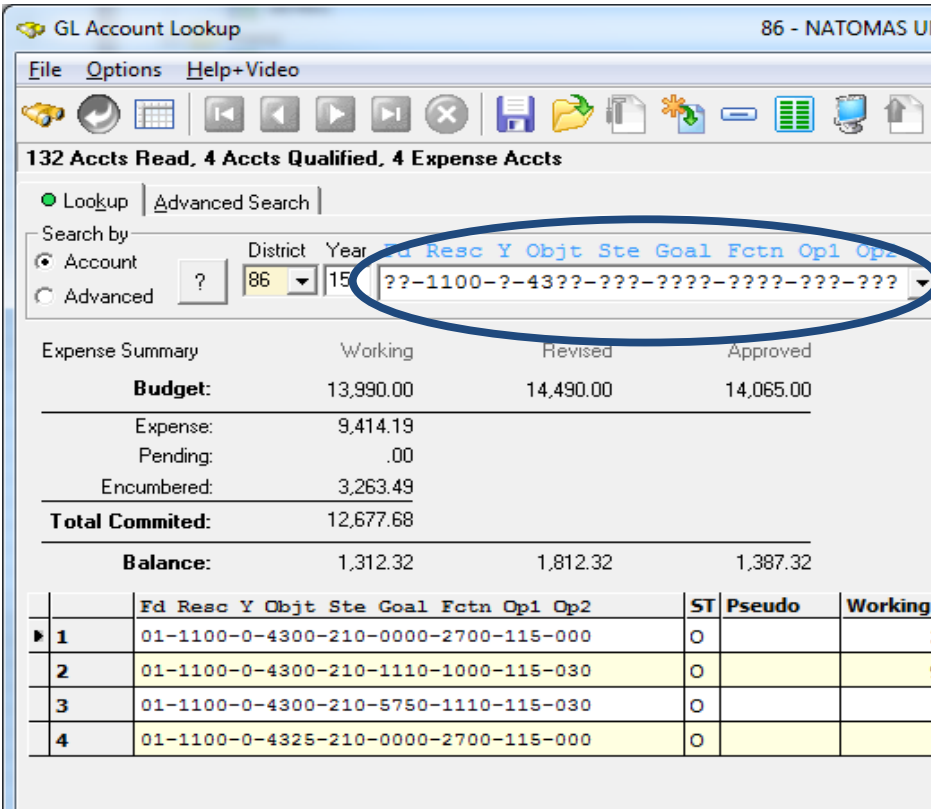 GL Account Lookup 86 - NATOMAS U
File Options Help+Video
132 Accts Read, 4 Accts Qualified, 4 Expense Accts
Lookup Advanced Search
Search by
Account
Advanced
?
District Year Fd Resc Y Objt Ste Goal Fctn Op1 Op2
86 15 ??-1100-?-43??-???-????-????-???-???
Expense Summary Working Revised Approved
Budget: 13,990.00 14,490.00 14,065.00
Expense: 9,414.19
Pending: .00
Encumbered: 3,263.49
Total Commited: 12,677.68
Balance: 1,312.32 1,812.32 1,387.32
Fd Resc Y Objt Ste Goal Fctn Op1 Op2 ST Pseudo Working
1 01-1100-0-4300-210-0000-2700-115-000 O
2 01-1100-0-4300-210-1110-1000-115-030 O
3 01-1100-0-4300-210-5750-1110-115-030 O
4 01-1100-0-4325-210-0000-2700-115-000 O